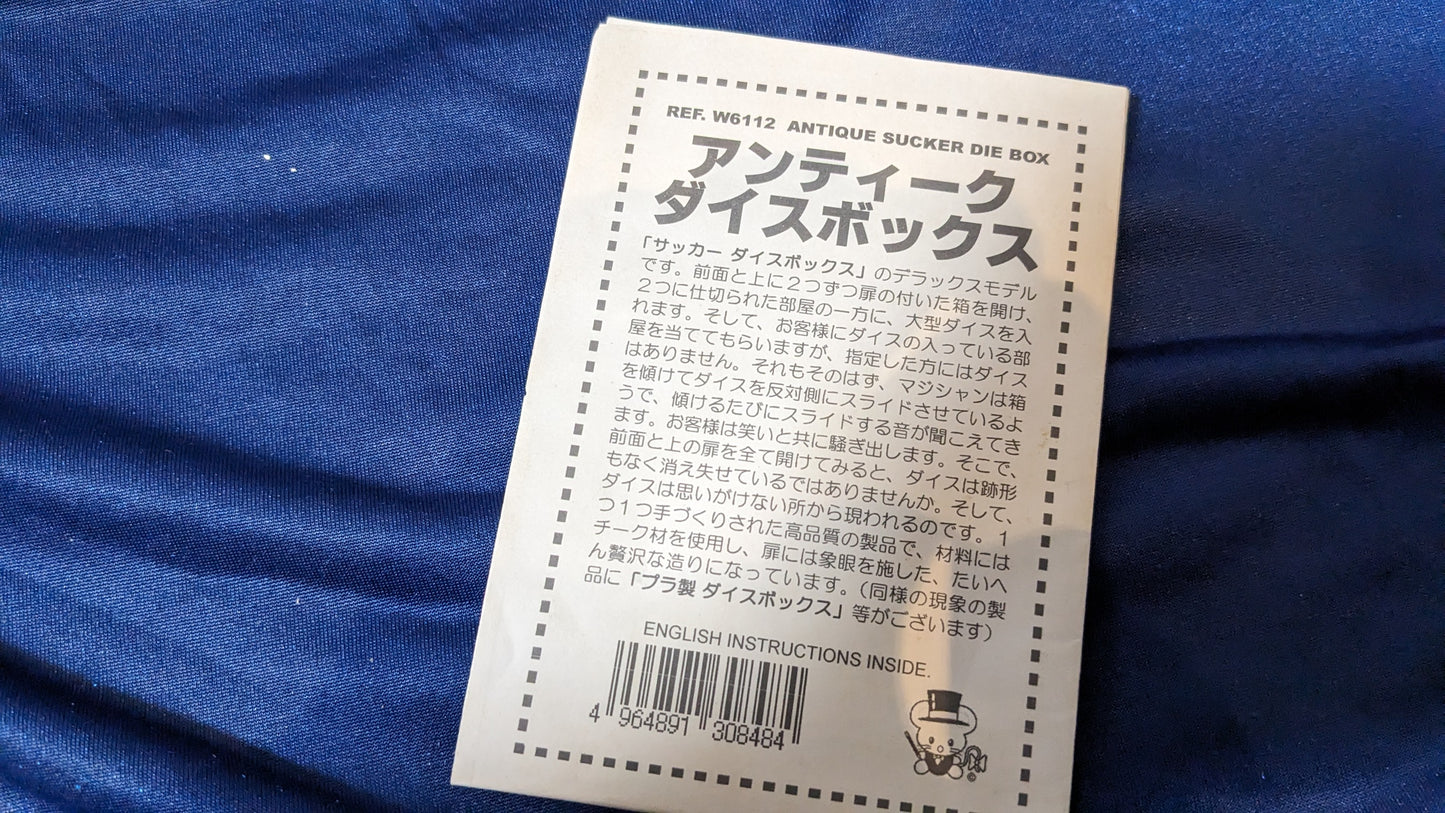 REF. W6112 ANTIQUE SUCKER DIE BOX
アンティーク
ダイスボックス
「サッカー ダイスボックス」のデラックスモデル
です。前面と上に2つずつ扉の付いた箱を開け、
2つに仕切られた部屋の一方に、大型ダイスを入
れます。そして、お客様にダイスの入っている部
屋を当ててもらいますが、指定した方にはダイス
はありません。それもそのはず、マジシャンは箱
を傾けてダイスを反対側にスライドさせているよ
うで、傾けるたびにスライドする音が聞こえてき
ます。お客様は笑いと共に騒ぎ出します。そこで、
前面と上の扉を全て開けてみると、ダイスは跡形
もなく消え失せているではありませんか。そして、
ダイスは思いがけない所から現われるのです。1
つ1つ手づくりされた高品質の製品で、材料には
チーク材を使用し、扉には象眼を施した、たいへ
ん贅沢な造りになっています。(同様の現象の製
品に「プラ製 ダイスボックス」等がございます)
ENGLISH INSTRUCTIONS INSIDE.
4 964891 308484
©